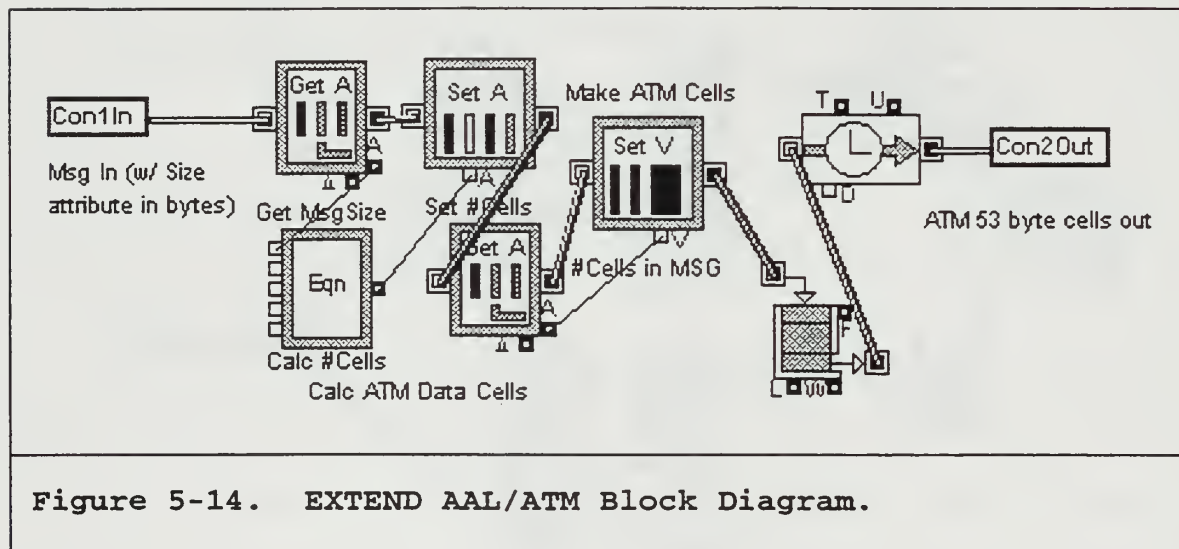 Con1In
Msg In (w/ Size
attribute in bytes)
Get A
A
Get MsgSize
Set A
A
Set #Cells
Eqn
Calc #Cells
Get A
A
Calc ATM Data Cells
Make ATM Cells
Set V
V
#Cells in MSG
F
L
T U
D
Con2Out
ATM 53 byte cells out
Figure 5-14. EXTEND AAL/ATM Block Diagram.